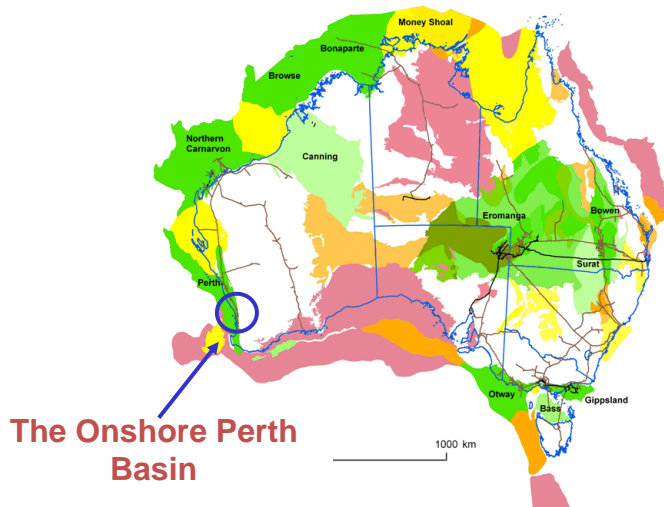 Money Shoal
Bonaparte
Browse
Northern
Carnarvon
Canning
Eromanga
Bowen
Surat
Perth
Otway
Gippsland
Bass
The Onshore Perth
Basin
1000 km